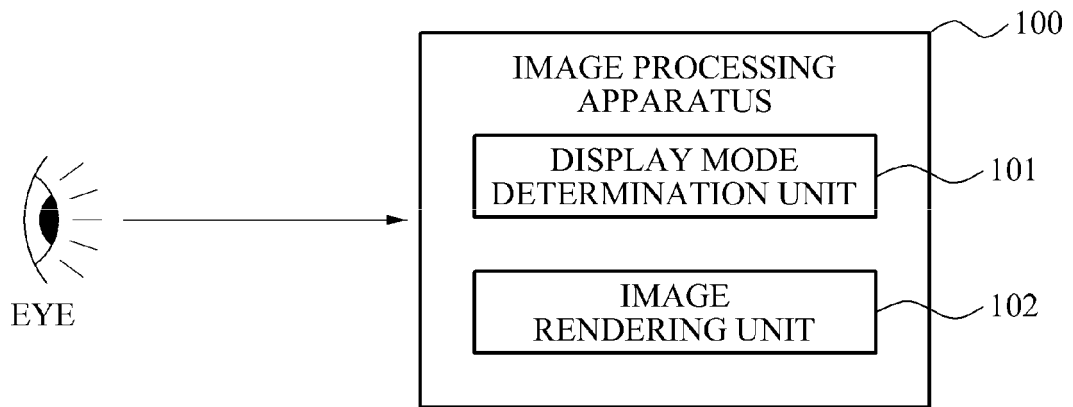 100
IMAGE PROCESSING
APPARATUS
DISPLAY MODE
DETERMINATION UNIT
101
EYE
IMAGE
RENDERING UNIT
102